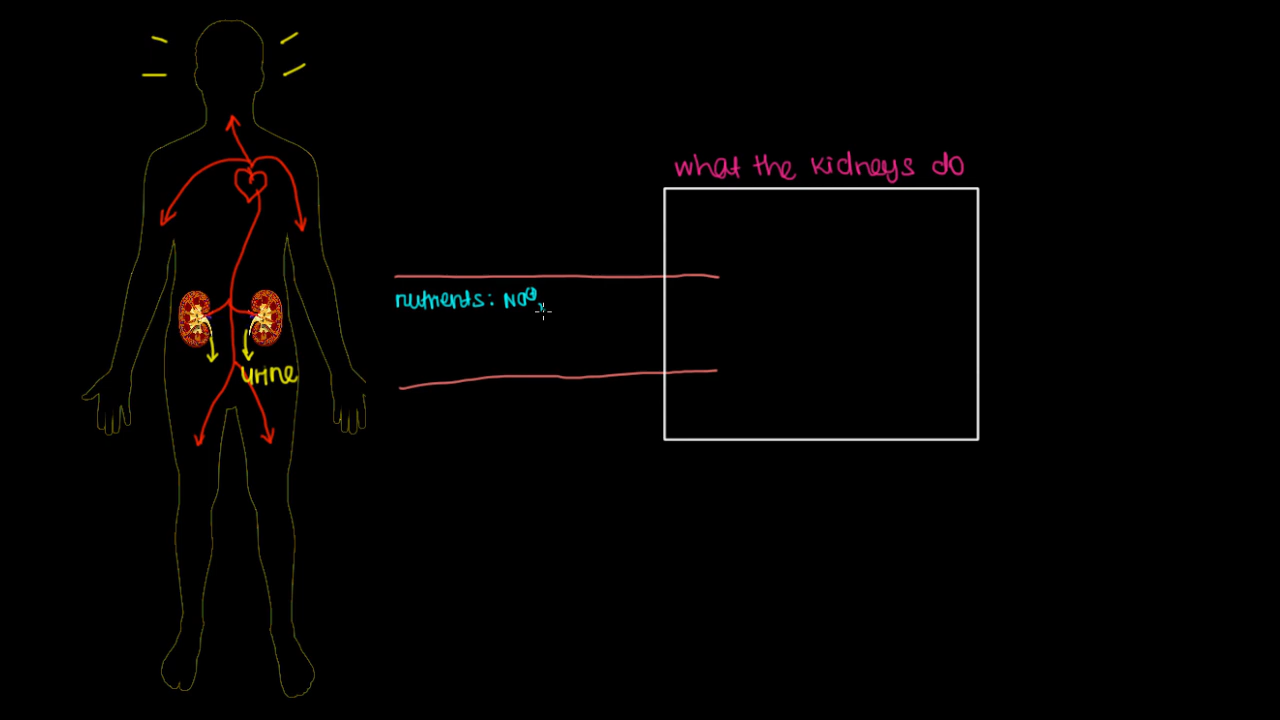 what the kidneys do
nutrients: Na⁺,
urine